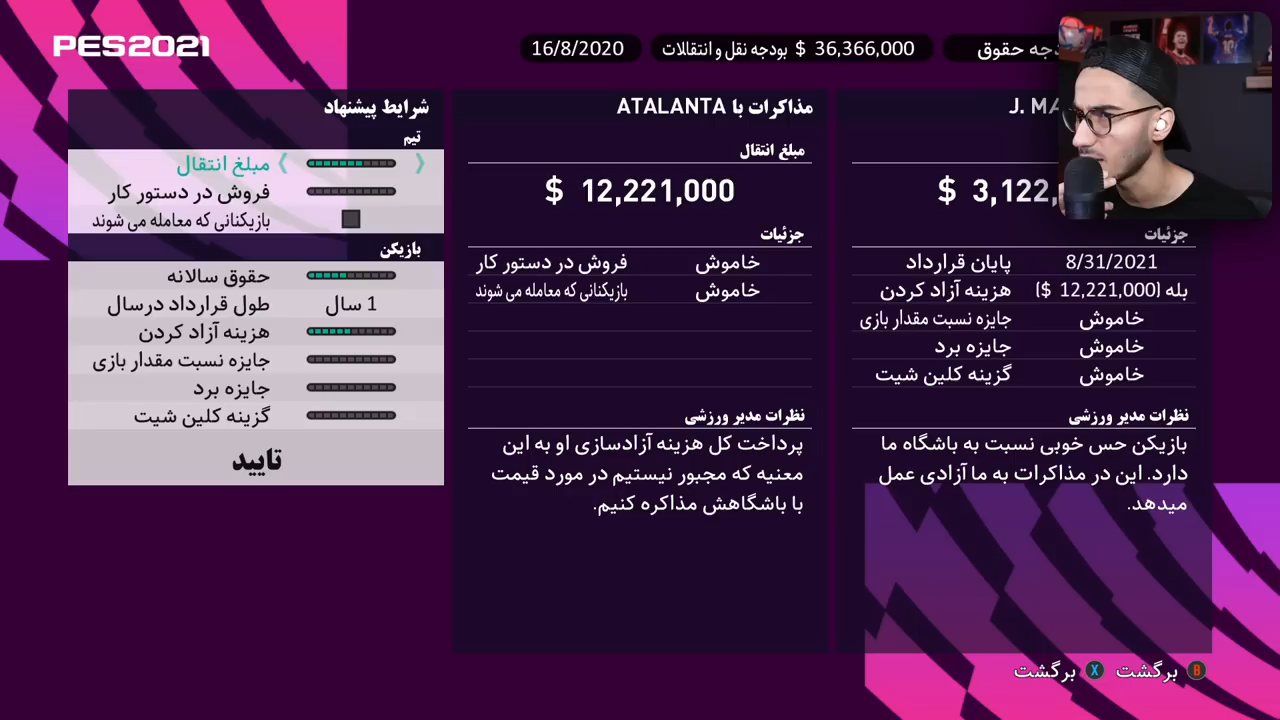 PES2021
16/8/2020
بودجه نقل و انتقالات $ 36,366,000
حقوق
شرایط پیشنهاد
تیم
مبلغ انتقال
فروش در دستور کار
بازیکنانی که معامله می شوند
بازیکن
حقوق سالانه
طول قرارداد درسال 1 سال
هزینه آزاد کردن
جایزه نسبت مقدار بازی
جایزه برد
گزینه کلین شیت
تایید
مذاکرات با ATALANTA
مبلغ انتقال
$ 12,221,000
جزئیات
فروش در دستور کار خاموش
بازیکنانی که معامله می شوند خاموش
نظرات مدیر ورزشی
پرداخت کل هزینه آزادسازی او به این
معنیه که مجبور نیستیم در مورد قیمت
با باشگاهش مذاکره کنیم.
J.
$ 3,122,
جزئیات
پایان قرارداد 8/31/2021
هزینه آزاد کردن بله ($ 12,221,000)
جایزه نسبت مقدار بازی خاموش
جایزه برد خاموش
گزینه کلین شیت خاموش
نظرات مدیر ورزشی
بازیکن حس خوبی نسبت به باشگاه ما
دارد. این در مذاکرات به ما آزادی عمل
میدهد.
برگشت X برگشت B